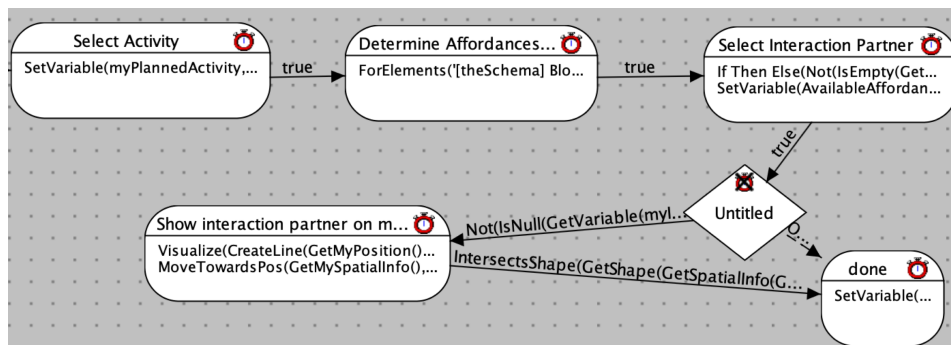 Select Activity
SetVariable(myPlannedActivity,...
true
Determine Affordances...
ForElements('[theSchema] Blo...
true
Select Interaction Partner
If Then Else(Not(IsEmpty(Get...
SetVariable(AvailableAffordan...
true
Untitled
Not(IsNull(GetVariable(myI...
O...
Show interaction partner on m...
Visualize(CreateLine(GetMyPosition()...
MoveTowardsPos(GetMySpatialInfo(),...
IntersectsShape(GetShape(GetSpatialInfo(G...
done
SetVariable(...